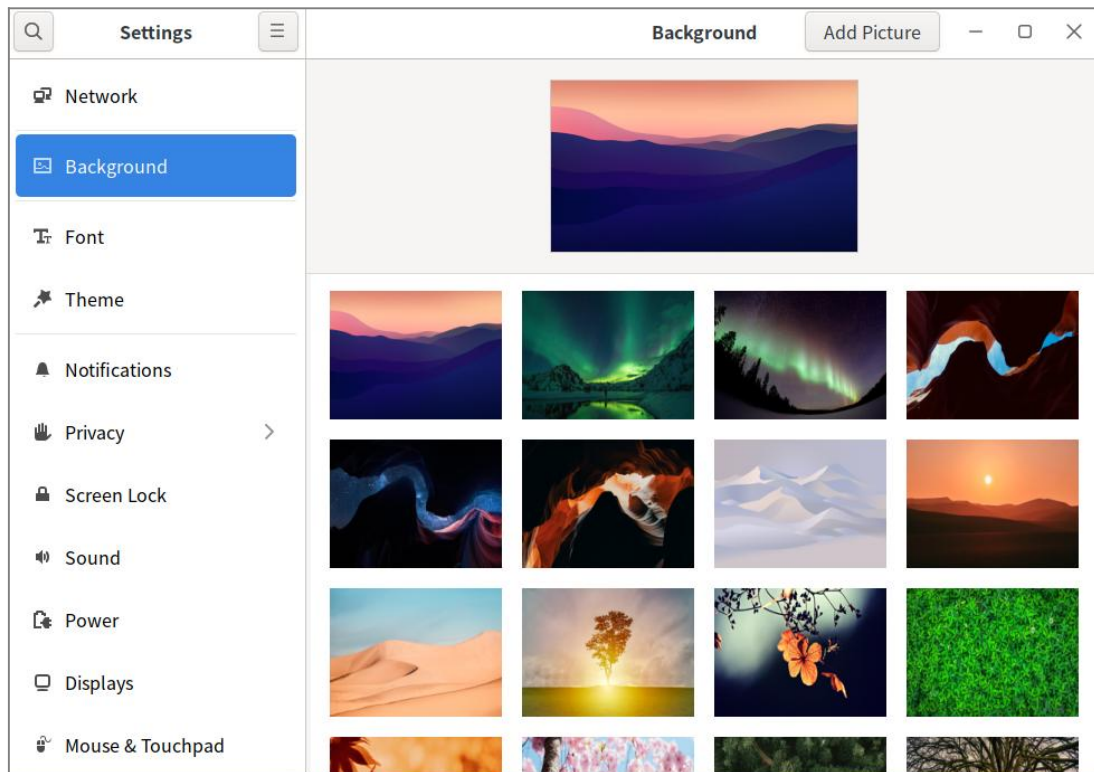 Settings
Background
Add Picture
Network
Background
Font
Theme
Notifications
Privacy
Screen Lock
Sound
Power
Displays
Mouse & Touchpad